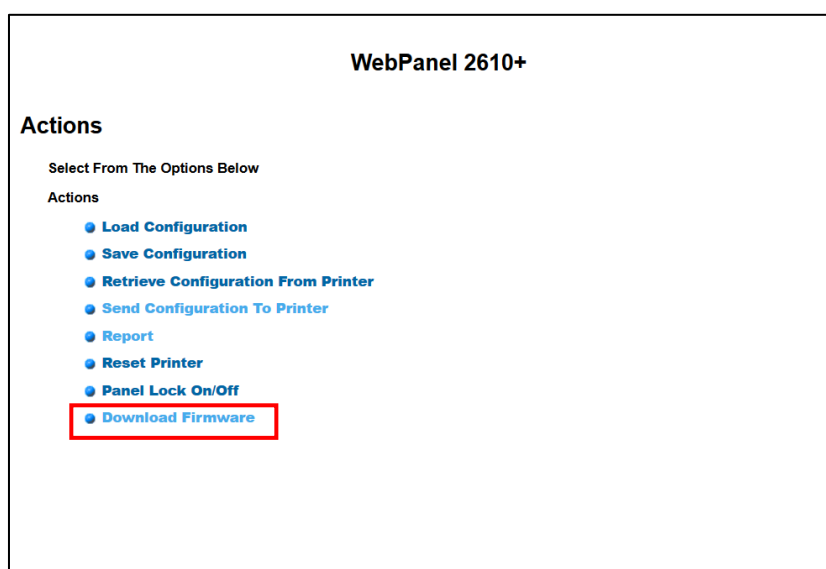 WebPanel 2610+
Actions
Select From The Options Below
Actions
Load Configuration
Save Configuration
Retrieve Configuration From Printer
Send Configuration To Printer
Report
Reset Printer
Panel Lock On/Off
Download Firmware